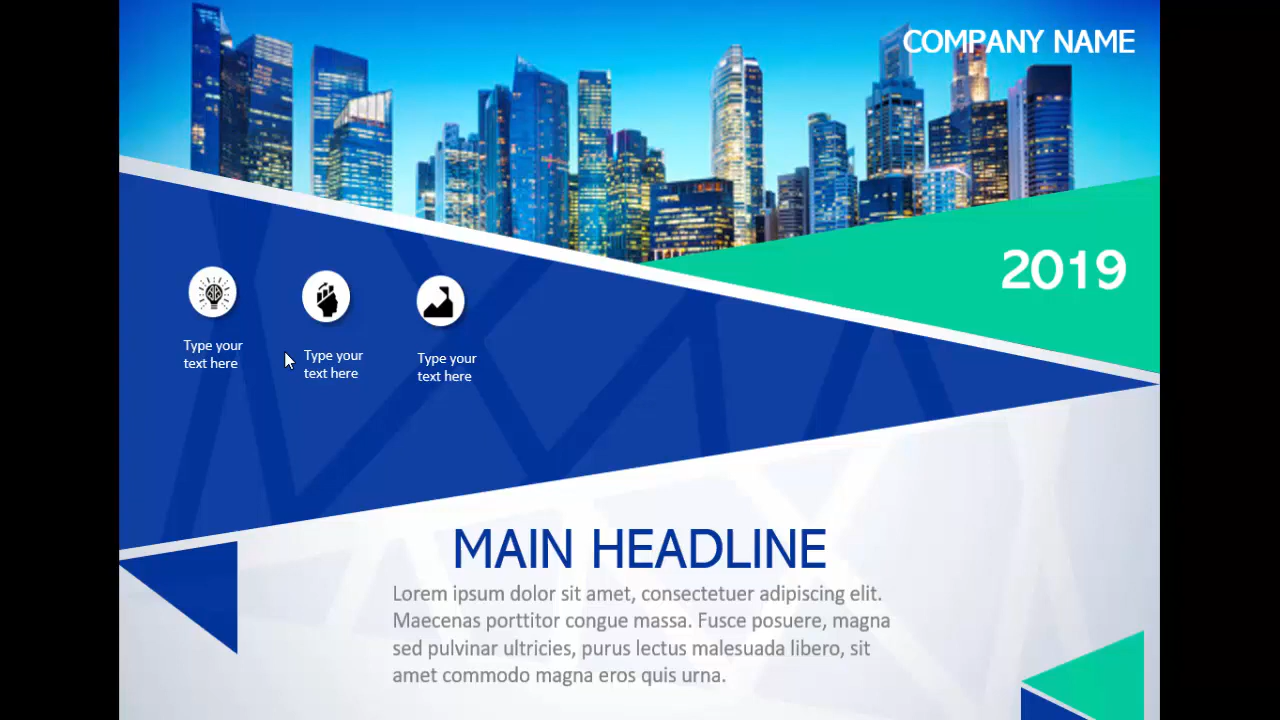 COMPANY NAME
2019
Type your
text here
Type your
text here
Type your
text here
MAIN HEADLINE
Lorem ipsum dolor sit amet, consectetuer adipiscing elit.
Maecenas porttitor congue massa. Fusce posuere, magna
sed pulvinar ultricies, purus lectus malesuada libero, sit
amet commodo magna eros quis urna.